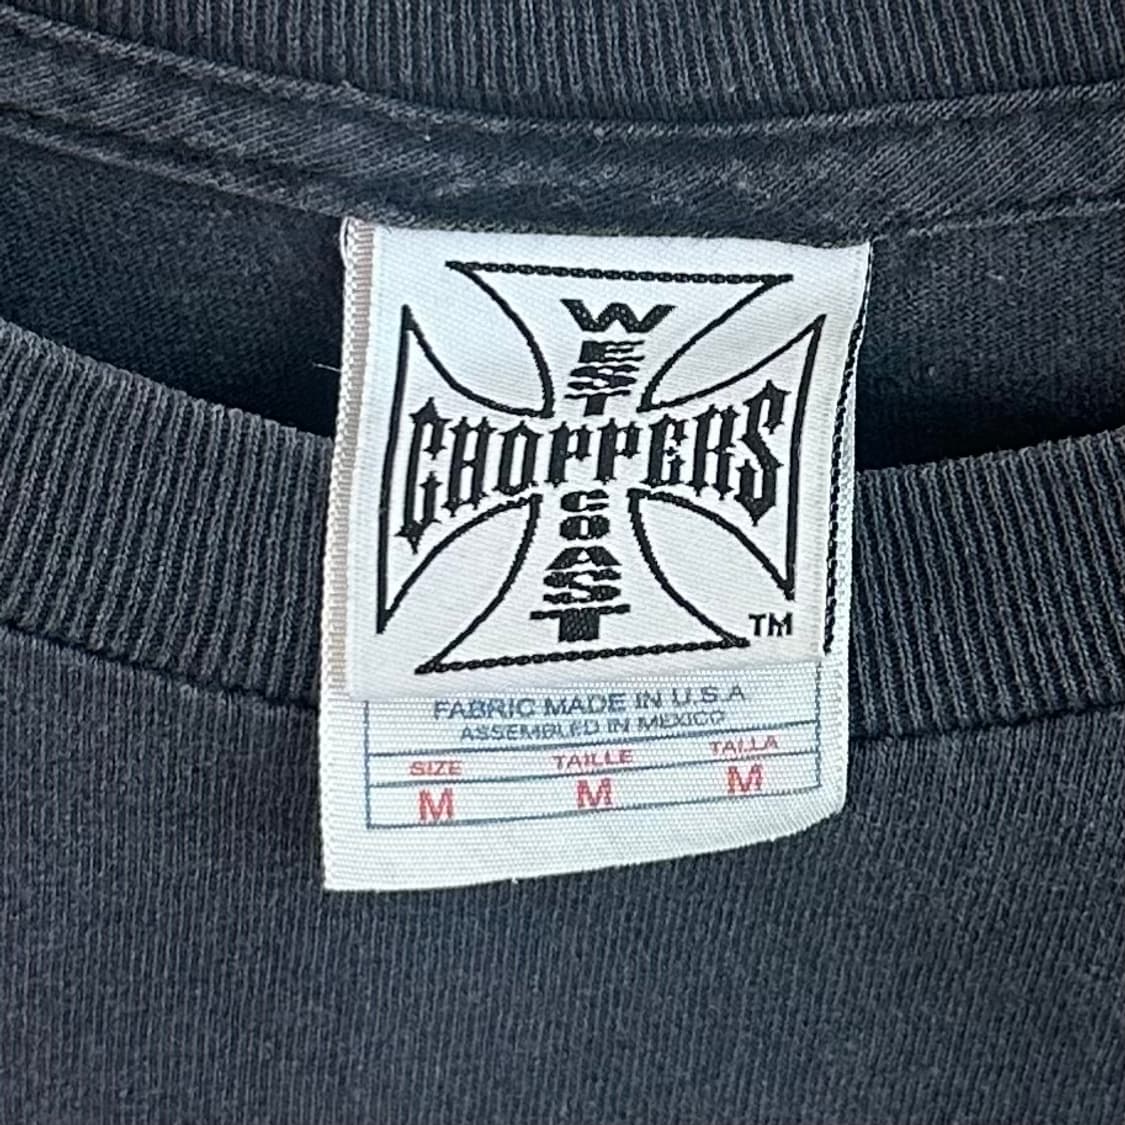 WEST
CHOPPERS
COAST
TM
FABRIC MADE IN U.S.A
ASSEMBLED IN MEXICO
SIZE TAILLE TALLA
M M M